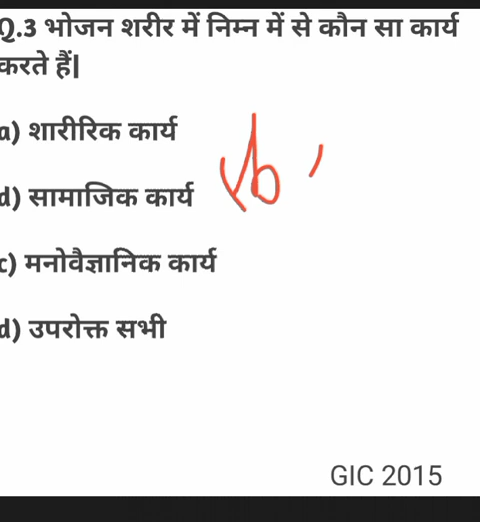 Q.3 भोजन शरीर में निम्न में से कौन सा कार्य
करते हैं|
a) शारीरिक कार्य
d) सामाजिक कार्य
c) मनोवैज्ञानिक कार्य
d) उपरोक्त सभी
GIC 2015